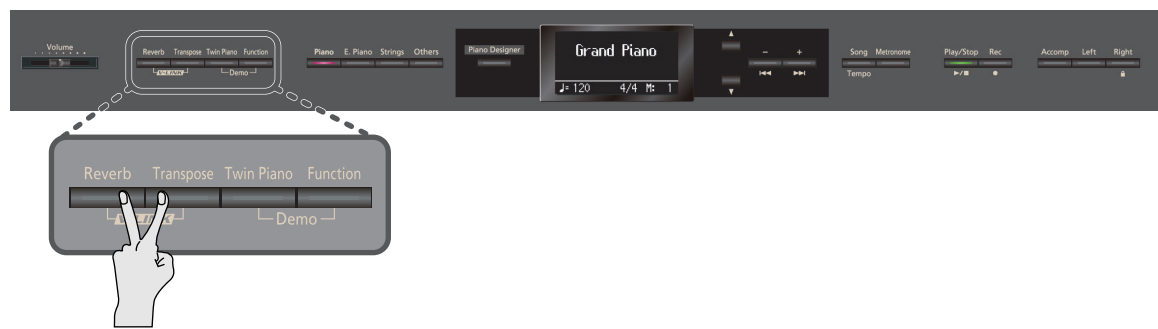 Volume
Reverb Transpose Twin Piano Function
V-LINK Demo
Piano E. Piano Strings Others
Piano Designer
Grand Piano
♩= 120 4/4 M: 1
▲
▼
- +
⏮ ⏭
Song Metronome
Tempo
Play/Stop Rec
►/■ ●
Accomp Left Right
Reverb Transpose Twin Piano Function
Demo